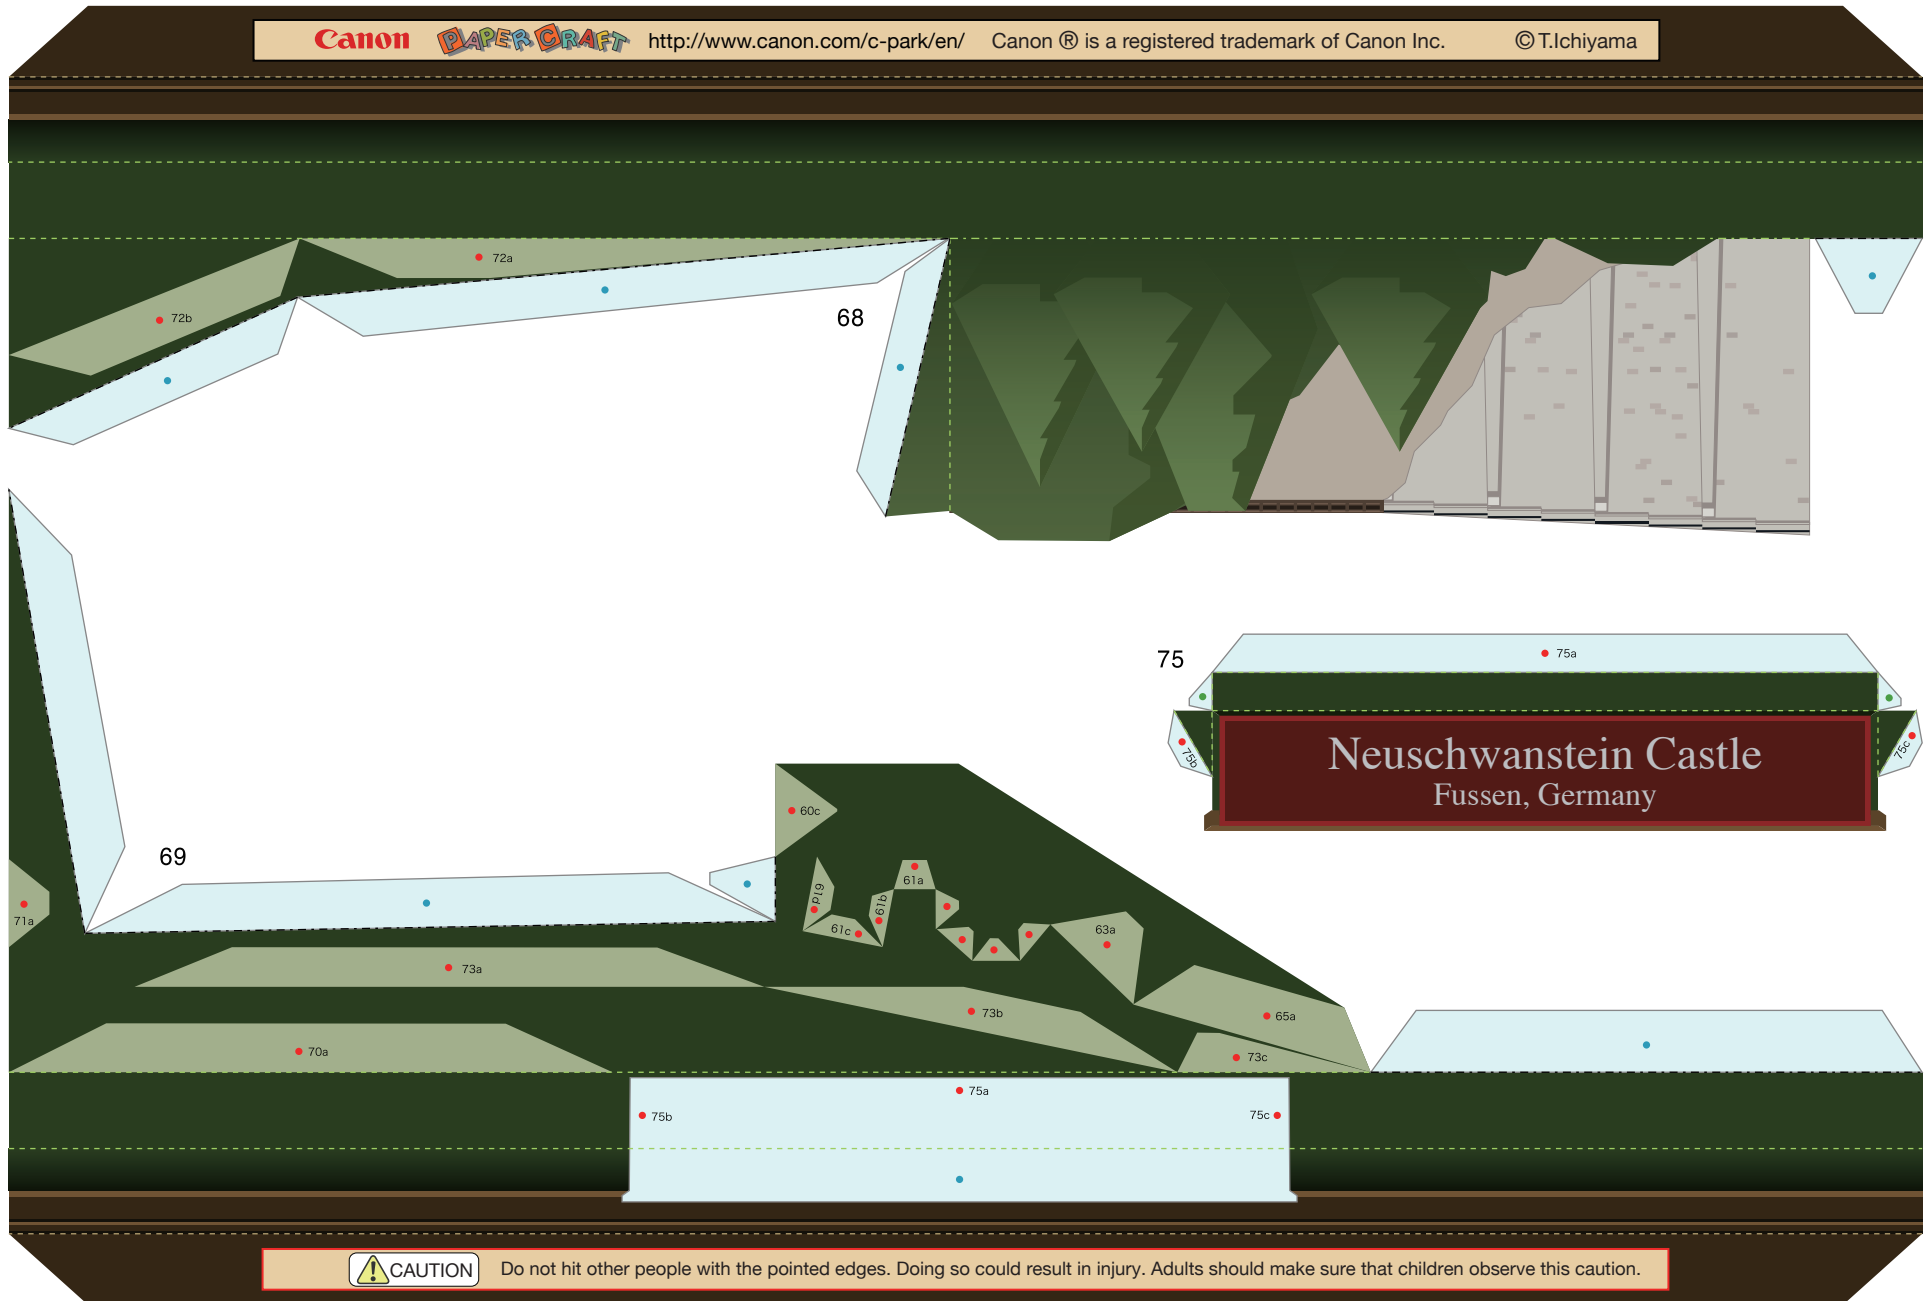 Canon PAPER CRAFT http://www.canon.com/c-park/en/ Canon ® is a registered trademark of Canon Inc. © T.Ichiyama
72a
72b
68
75
75a
75b
75c
Neuschwanstein Castle
Fussen, Germany
60c
69
61d
61b
61a
61c
71a
63a
73a
73b
65a
70a
73c
75a
75b
75c
CAUTION Do not hit other people with the pointed edges. Doing so could result in injury. Adults should make sure that children observe this caution.